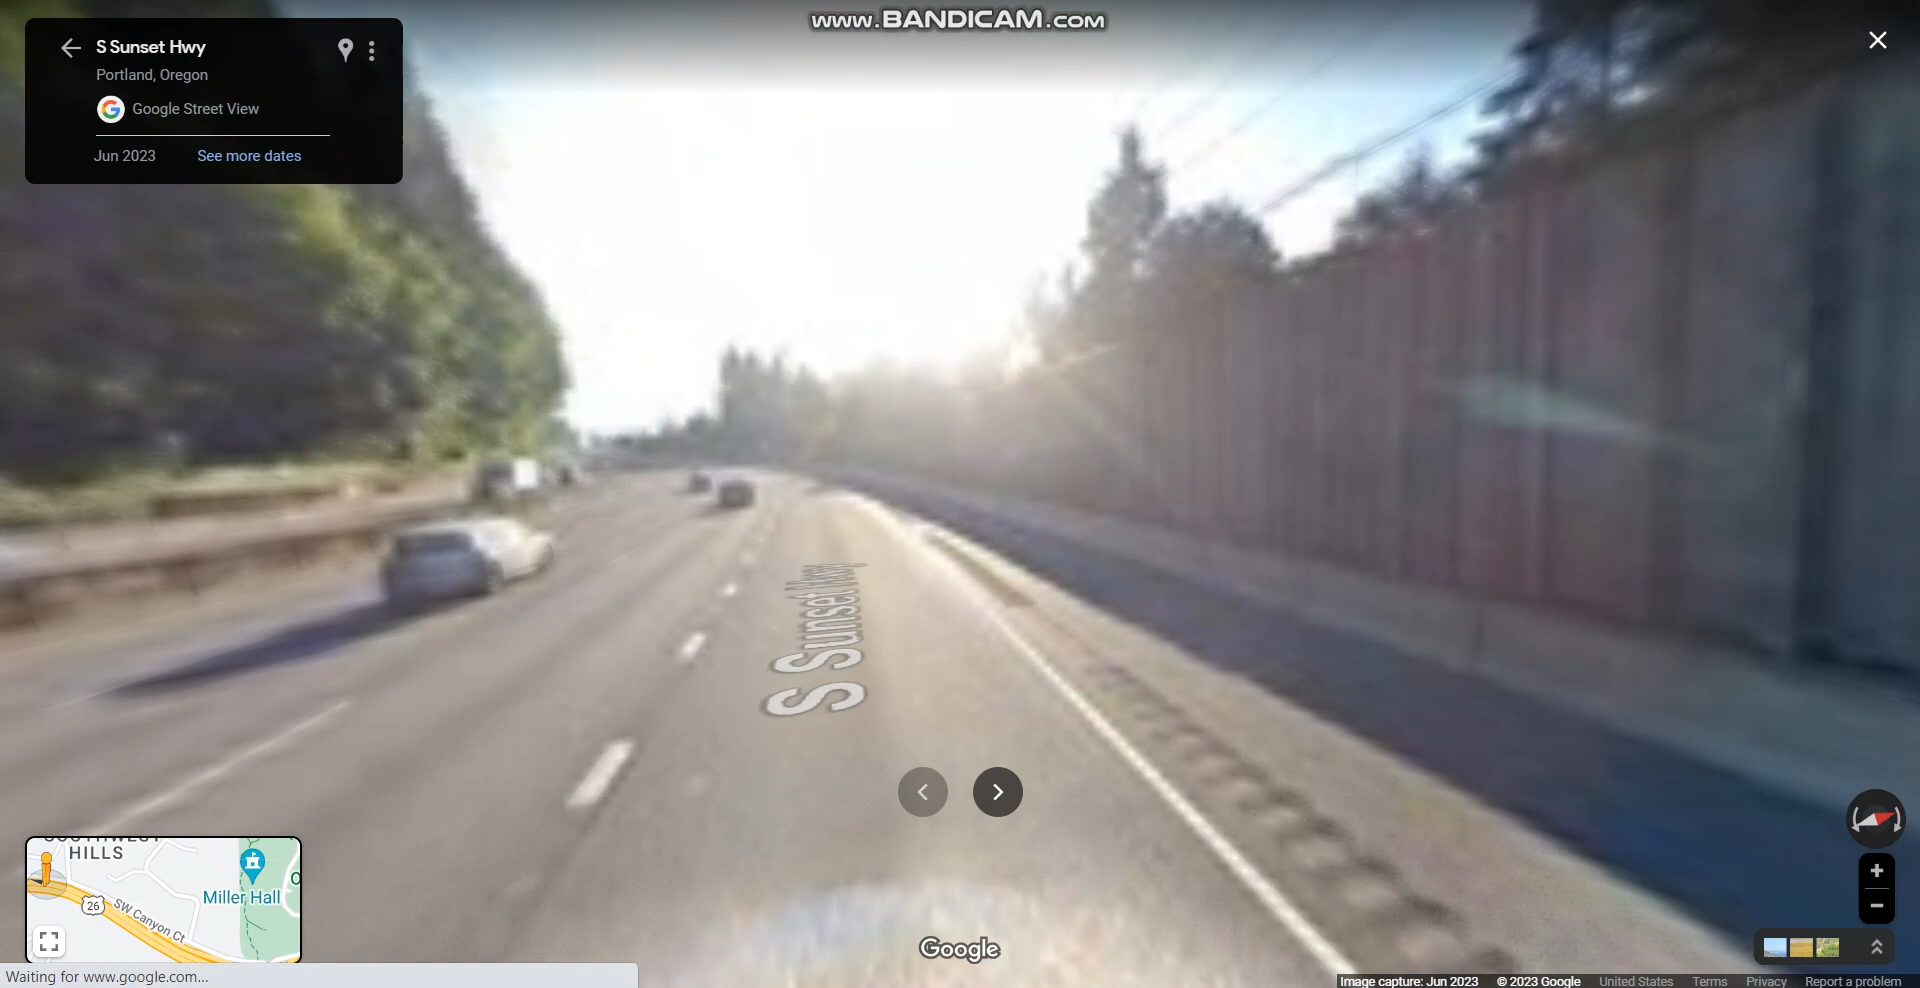 www.BANDICAM.com
S Sunset Hwy
Portland, Oregon
Google Street View
Jun 2023
See more dates
S Sunset Hwy
HILLS
Miller Hall
26
SW Canyon Ct
Google
Waiting for www.google.com...
Image capture: Jun 2023 © 2023 Google United States Terms Privacy Report a problem